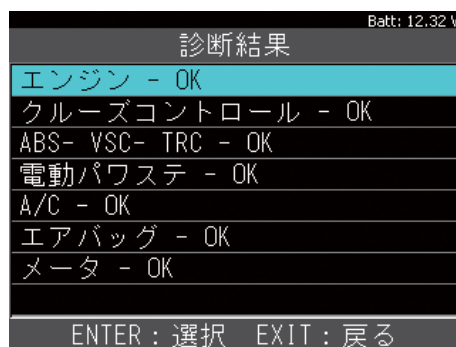 Batt: 12.32 V
診断結果
エンジン - OK
クルーズコントロール - OK
ABS- VSC- TRC - OK
電動パワステ - OK
A/C - OK
エアバッグ - OK
メータ - OK
ENTER：選択 EXIT：戻る